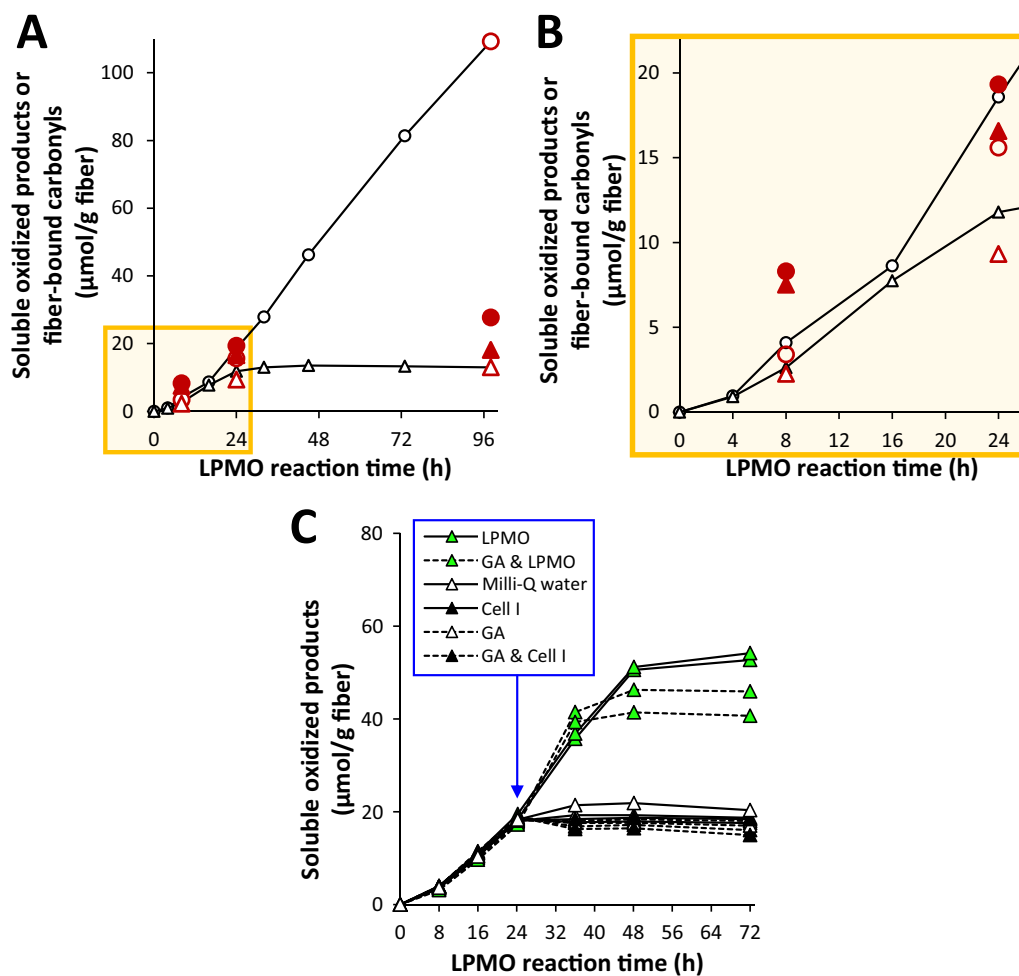 A
Soluble oxidized products or
fiber-bound carbonyls
(µmol/g fiber)
100
80
60
40
20
0
0 24 48 72 96
LPMO reaction time (h)
B
Soluble oxidized products or
fiber-bound carbonyls
(µmol/g fiber)
20
15
10
5
0
0 4 8 12 16 20 24
LPMO reaction time (h)
C
Soluble oxidized products
(µmol/g fiber)
80
60
40
20
0
LPMO
GA & LPMO
Milli-Q water
Cell I
GA
GA & Cell I
0 8 16 24 32 40 48 56 64 72
LPMO reaction time (h)